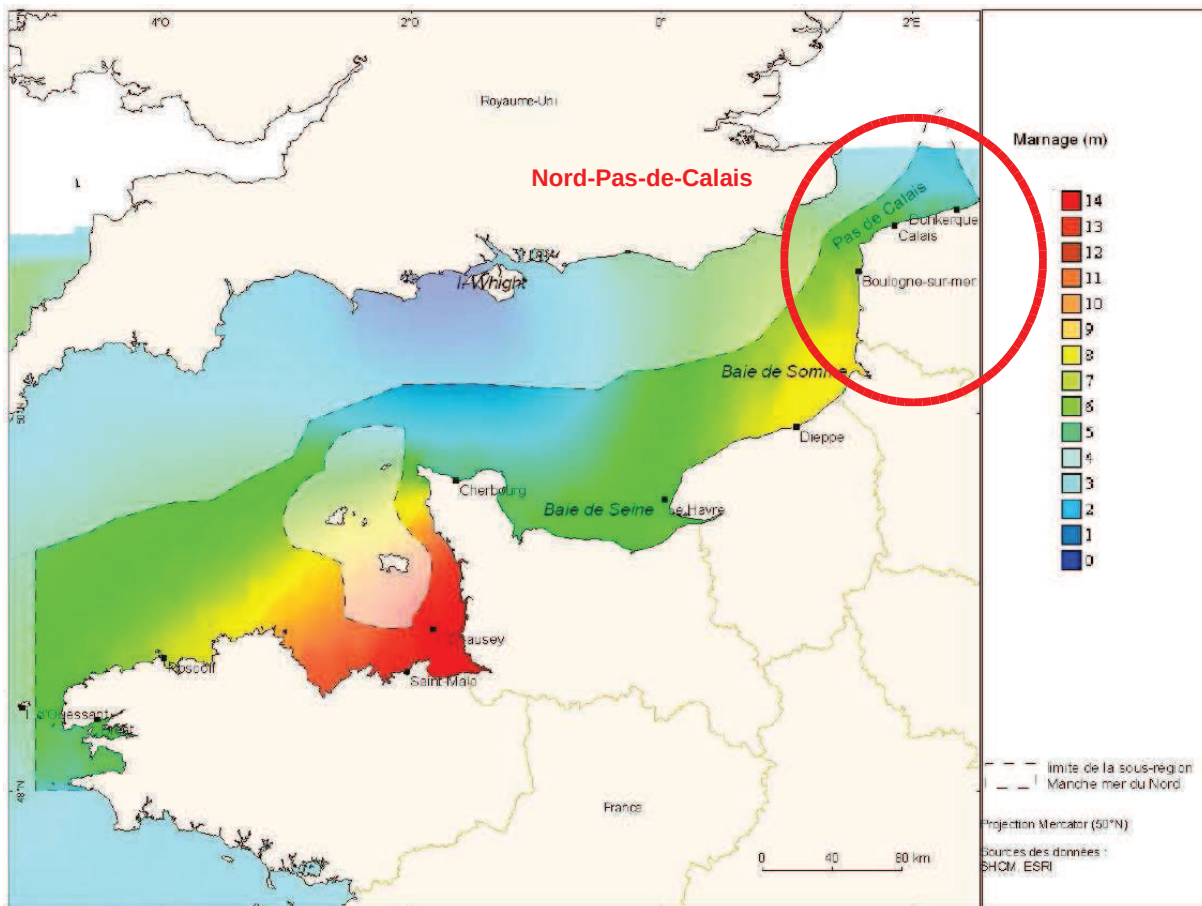 4°O
2°O
0°
2°E
Royaume-Uni
Nord-Pas-de-Calais
Marnage (m)
14
13
12
11
10
9
8
7
6
5
4
3
2
1
0
Pas de Calais
Dunkerque
Calais
Boulogne-sur-mer
I. Whight
Baie de Somme
50°N
Dieppe
Cherbourg
Baie de Seine
Le Havre
Chausey
Roscoff
Saint-Malo
d'Ouessant
Brest
48°N
France
0 40 80 km
limite de la sous-région
Manche mer du Nord
Projection Mercator (50°N)
Sources des données :
SHOM, ESRI